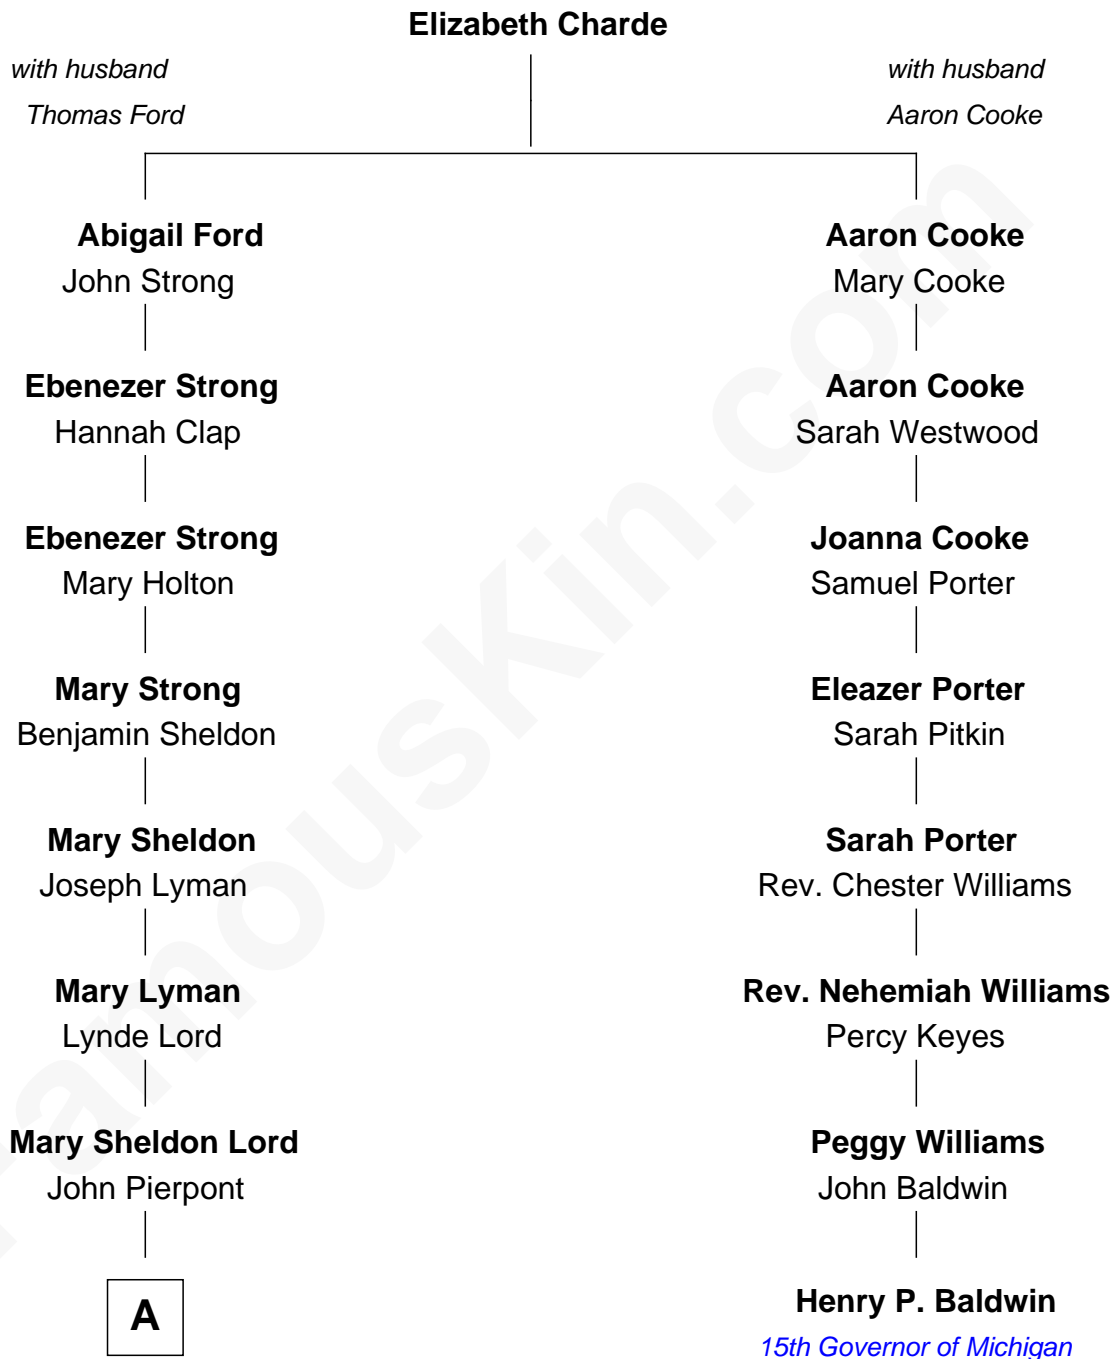 Elizabeth Charde
with husband
Thomas Ford
with husband
Aaron Cooke
Abigail Ford
John Strong
Aaron Cooke
Mary Cooke
Ebenezer Strong
Hannah Clap
Aaron Cooke
Sarah Westwood
Ebenezer Strong
Mary Holton
Joanna Cooke
Samuel Porter
Mary Strong
Benjamin Sheldon
Eleazer Porter
Sarah Pitkin
Mary Sheldon
Joseph Lyman
Sarah Porter
Rev. Chester Williams
Mary Lyman
Lynde Lord
Rev. Nehemiah Williams
Percy Keyes
Mary Sheldon Lord
John Pierpont
Peggy Williams
John Baldwin
A
Henry P. Baldwin
15th Governor of Michigan
FamousKin.com